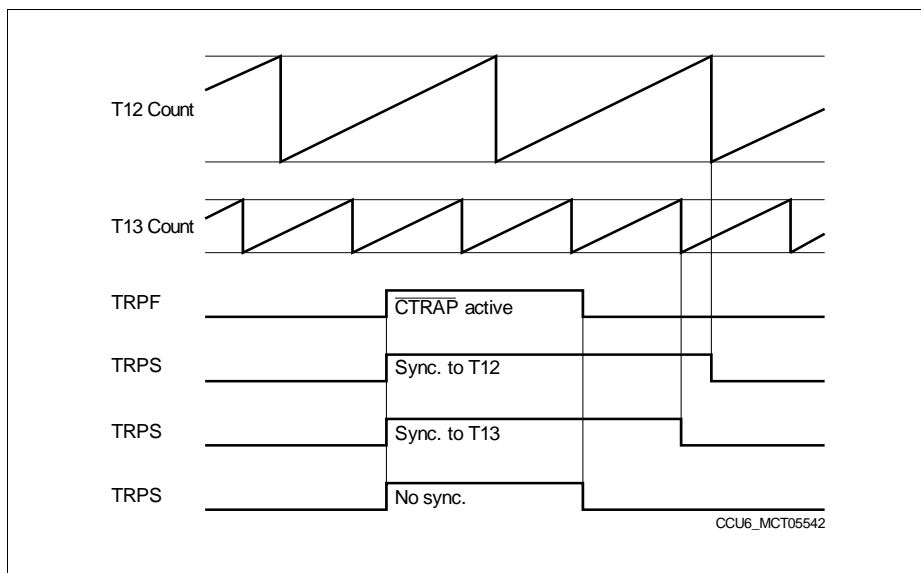 T12 Count
T13 Count
TRPF
CTRAP active
TRPS
Sync. to T12
TRPS
Sync. to T13
TRPS
No sync.
CCU6_MCT05542